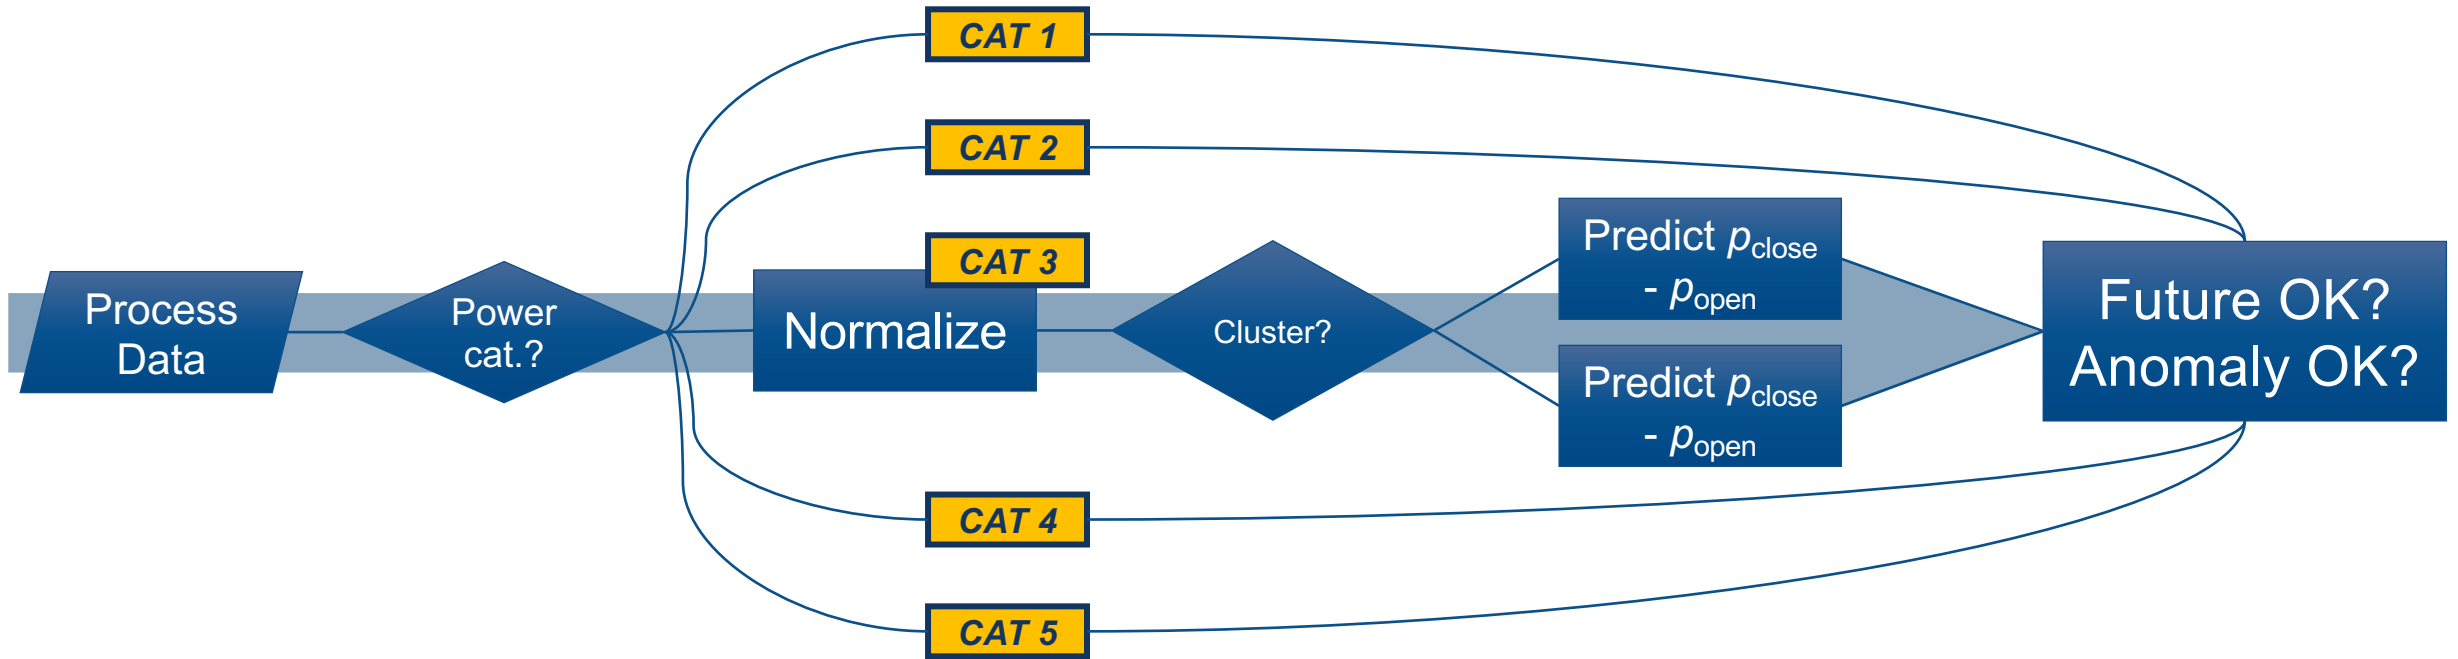 CAT 1
CAT 2
CAT 3
Process
Data
Power
cat.?
Normalize
Cluster?
Predict pclose
- popen
Predict pclose
- popen
Future OK?
Anomaly OK?
CAT 4
CAT 5